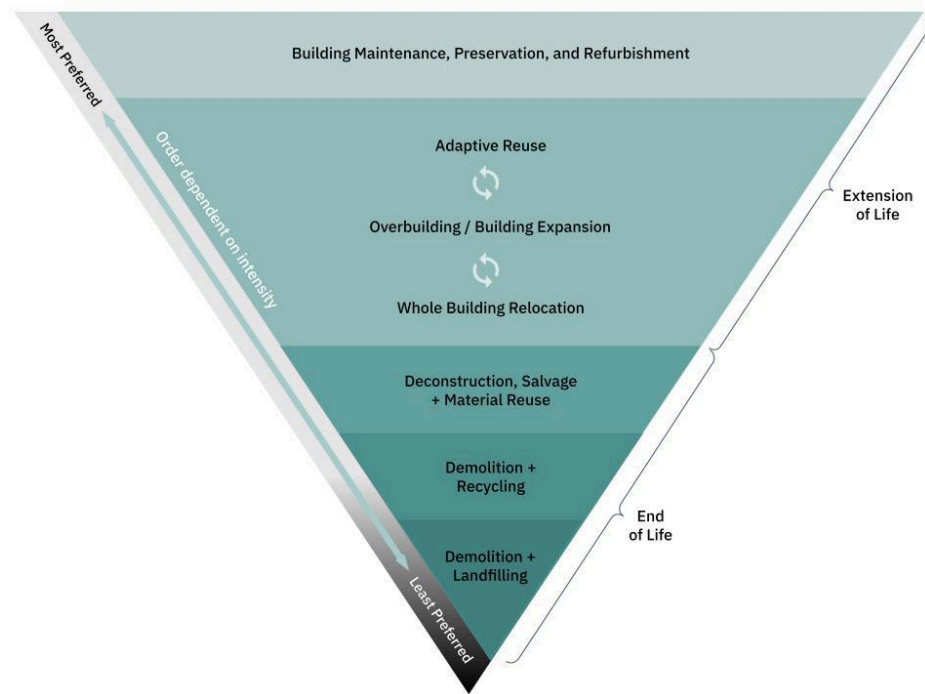 Most Preferred
Order dependent on intensity
Least Preferred
Building Maintenance, Preservation, and Refurbishment
Adaptive Reuse
Overbuilding / Building Expansion
Whole Building Relocation
Deconstruction, Salvage
+ Material Reuse
Demolition +
Recycling
Demolition +
Landfilling
Extension
of Life
End
of Life